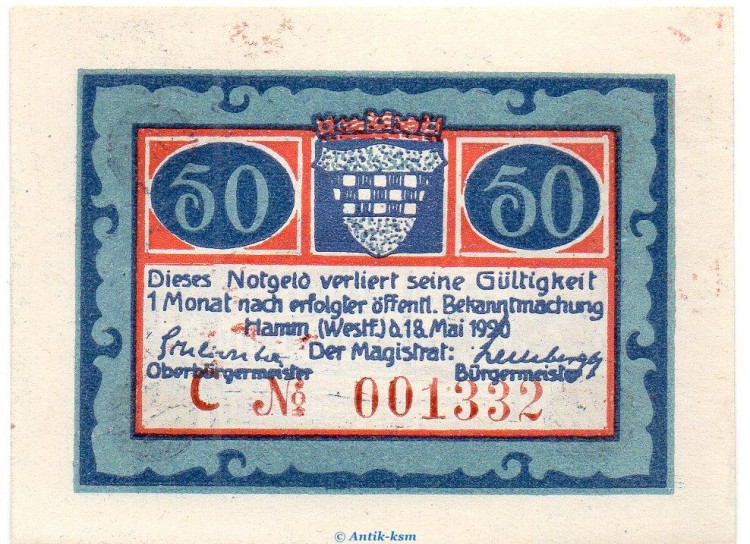 50 50
Dieses Notgeld verliert seine Gültigkeit
1 Monat nach erfolgter öffentl. Bekanntmachung
Hamm (Westf.) d. 18. Mai 1920
Der Magistrat:
Oberbürgermeister Bürgermeister
C № 001332
© Antik-ksm